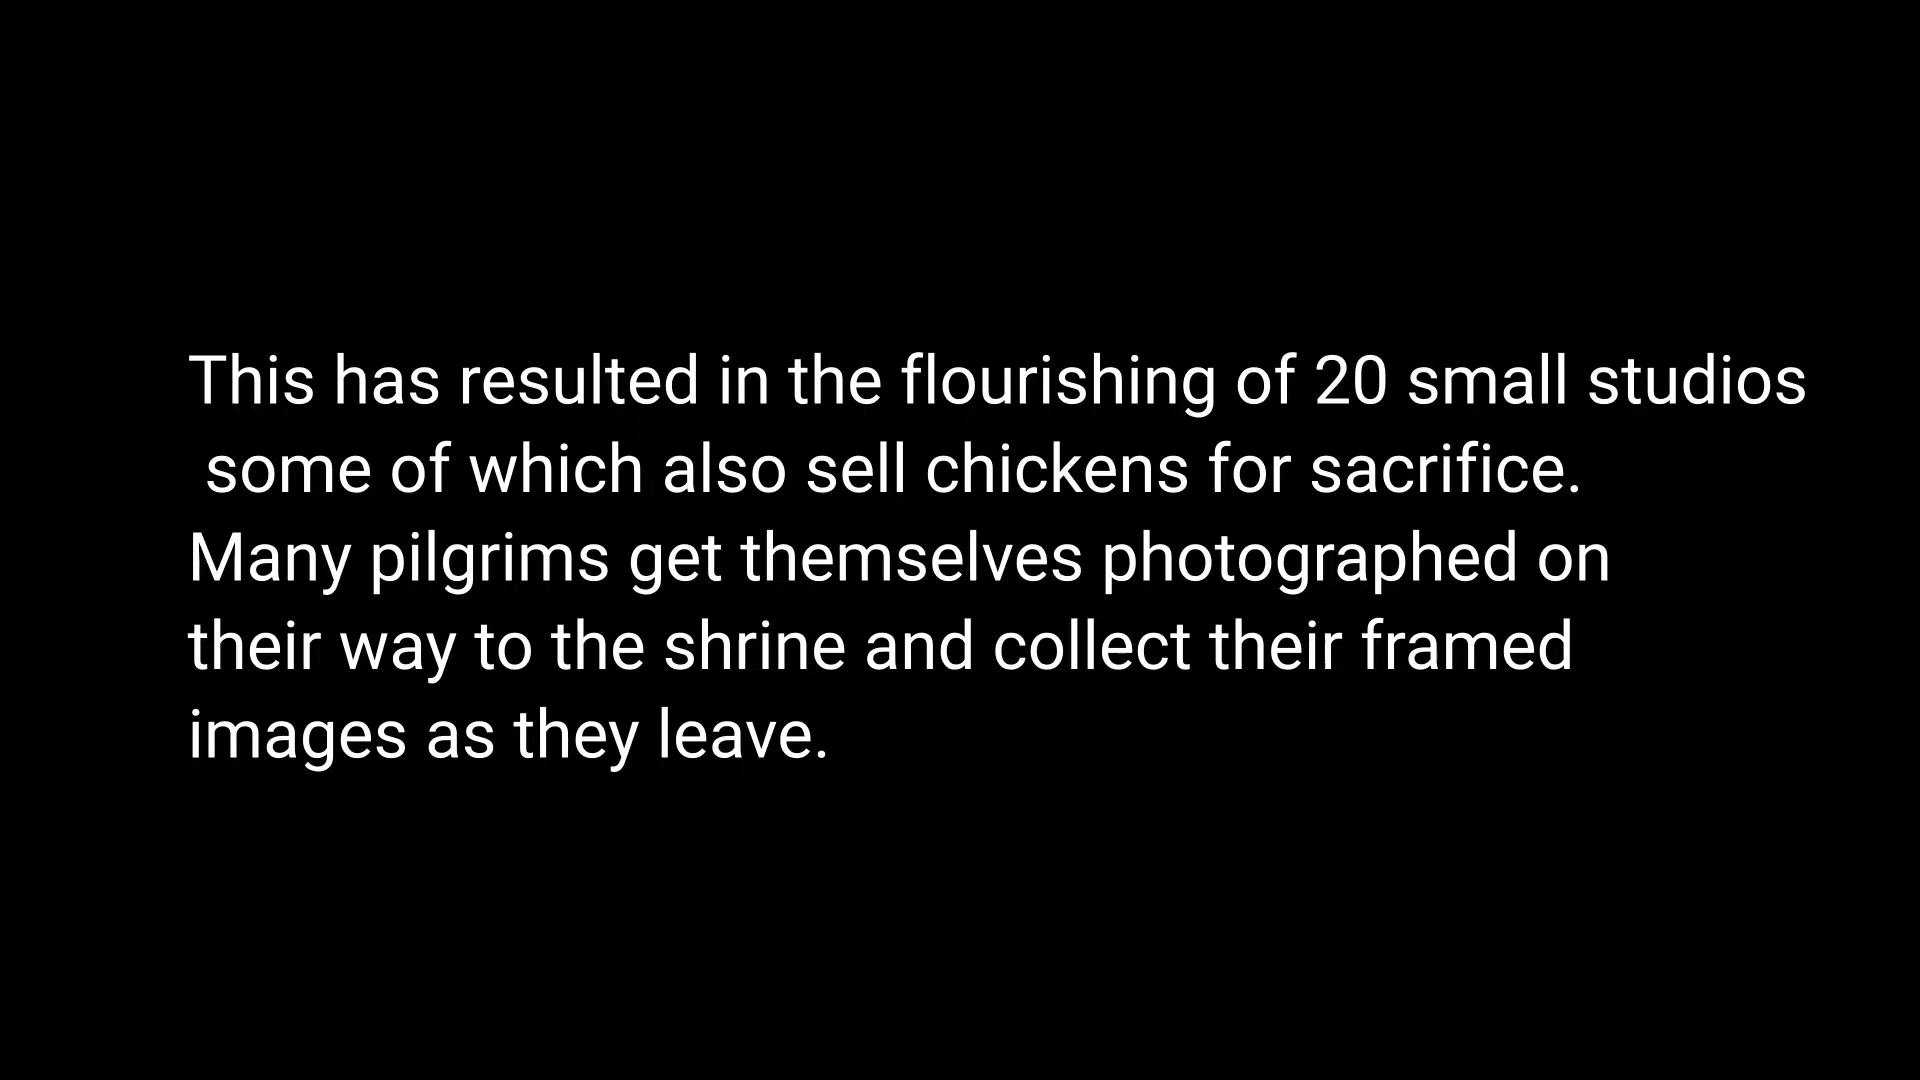 This has resulted in the flourishing of 20 small studios
some of which also sell chickens for sacrifice.
Many pilgrims get themselves photographed on
their way to the shrine and collect their framed
images as they leave.